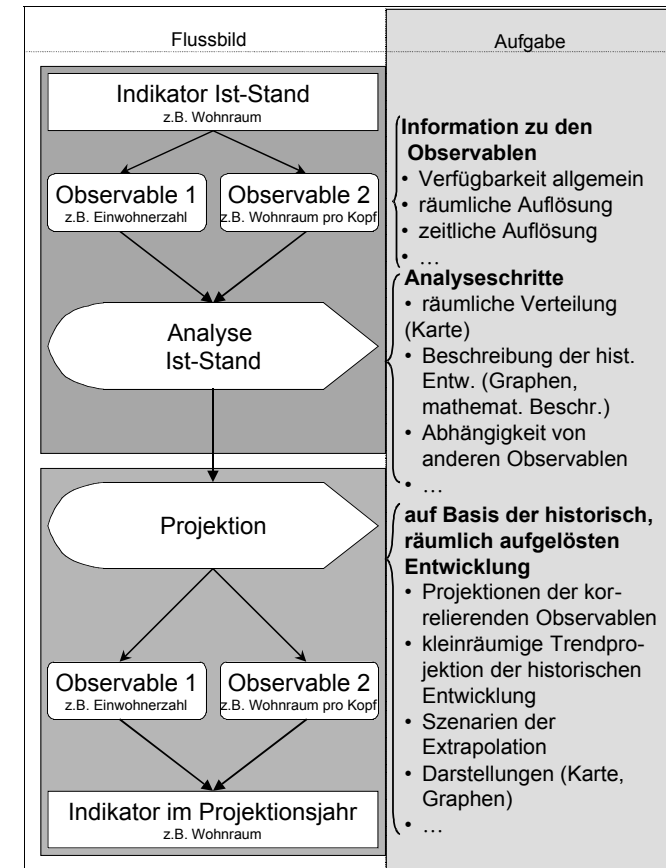 Flussbild
Aufgabe
Indikator Ist-Stand
z.B. Wohnraum
Observable 1
z.B. Einwohnerzahl
Observable 2
z.B. Wohnraum pro Kopf
Analyse
Ist-Stand
Projektion
Observable 1
z.B. Einwohnerzahl
Observable 2
z.B. Wohnraum pro Kopf
Indikator im Projektionsjahr
z.B. Wohnraum
Information zu den
Observablen
• Verfügbarkeit allgemein
• räumliche Auflösung
• zeitliche Auflösung
• …
Analyseschritte
• räumliche Verteilung
(Karte)
• Beschreibung der hist.
Entw. (Graphen,
mathemat. Beschr.)
• Abhängigkeit von
anderen Observablen
• …
auf Basis der historisch,
räumlich aufgelösten
Entwicklung
• Projektionen der kor-
relierenden Observablen
• kleinräumige Trendpro-
jektion der historischen
Entwicklung
• Szenarien der
Extrapolation
• Darstellungen (Karte,
Graphen)
• …